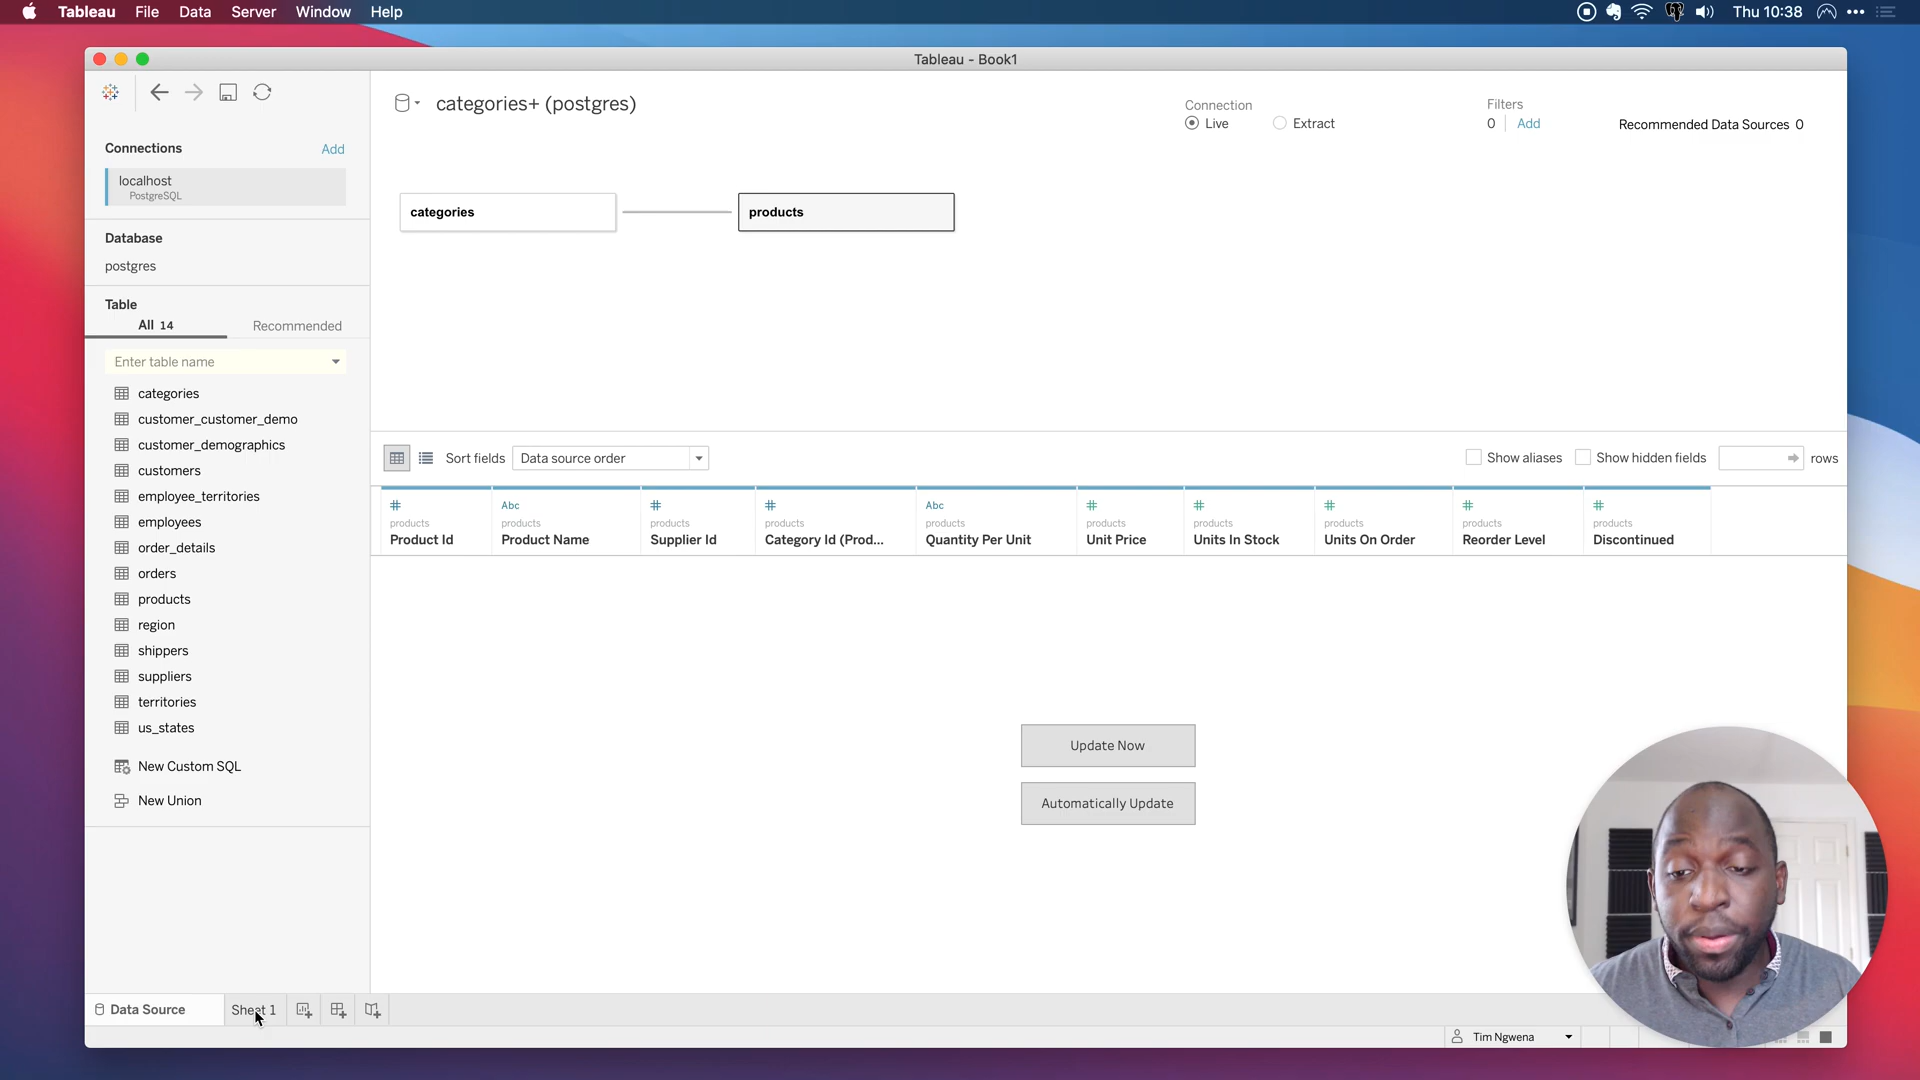 Tableau File Data Server Window Help
Thu 10:38
Tableau - Book1
categories+ (postgres)
Connection
Live Extract
Filters
0 Add
Recommended Data Sources 0
Connections Add
localhost
PostgreSQL
Database
postgres
Table
All 14 Recommended
Enter table name
categories
customer_customer_demo
customer_demographics
customers
employee_territories
employees
order_details
orders
products
region
shippers
suppliers
territories
us_states
New Custom SQL
New Union
categories
products
Sort fields Data source order
Show aliases Show hidden fields rows
# Abc # # Abc # # # # #
products products products products products products products products products products
Product Id Product Name Supplier Id Category Id (Prod... Quantity Per Unit Unit Price Units In Stock Units On Order Reorder Level Discontinued
Update Now
Automatically Update
Data Source Sheet 1
Tim Ngwena